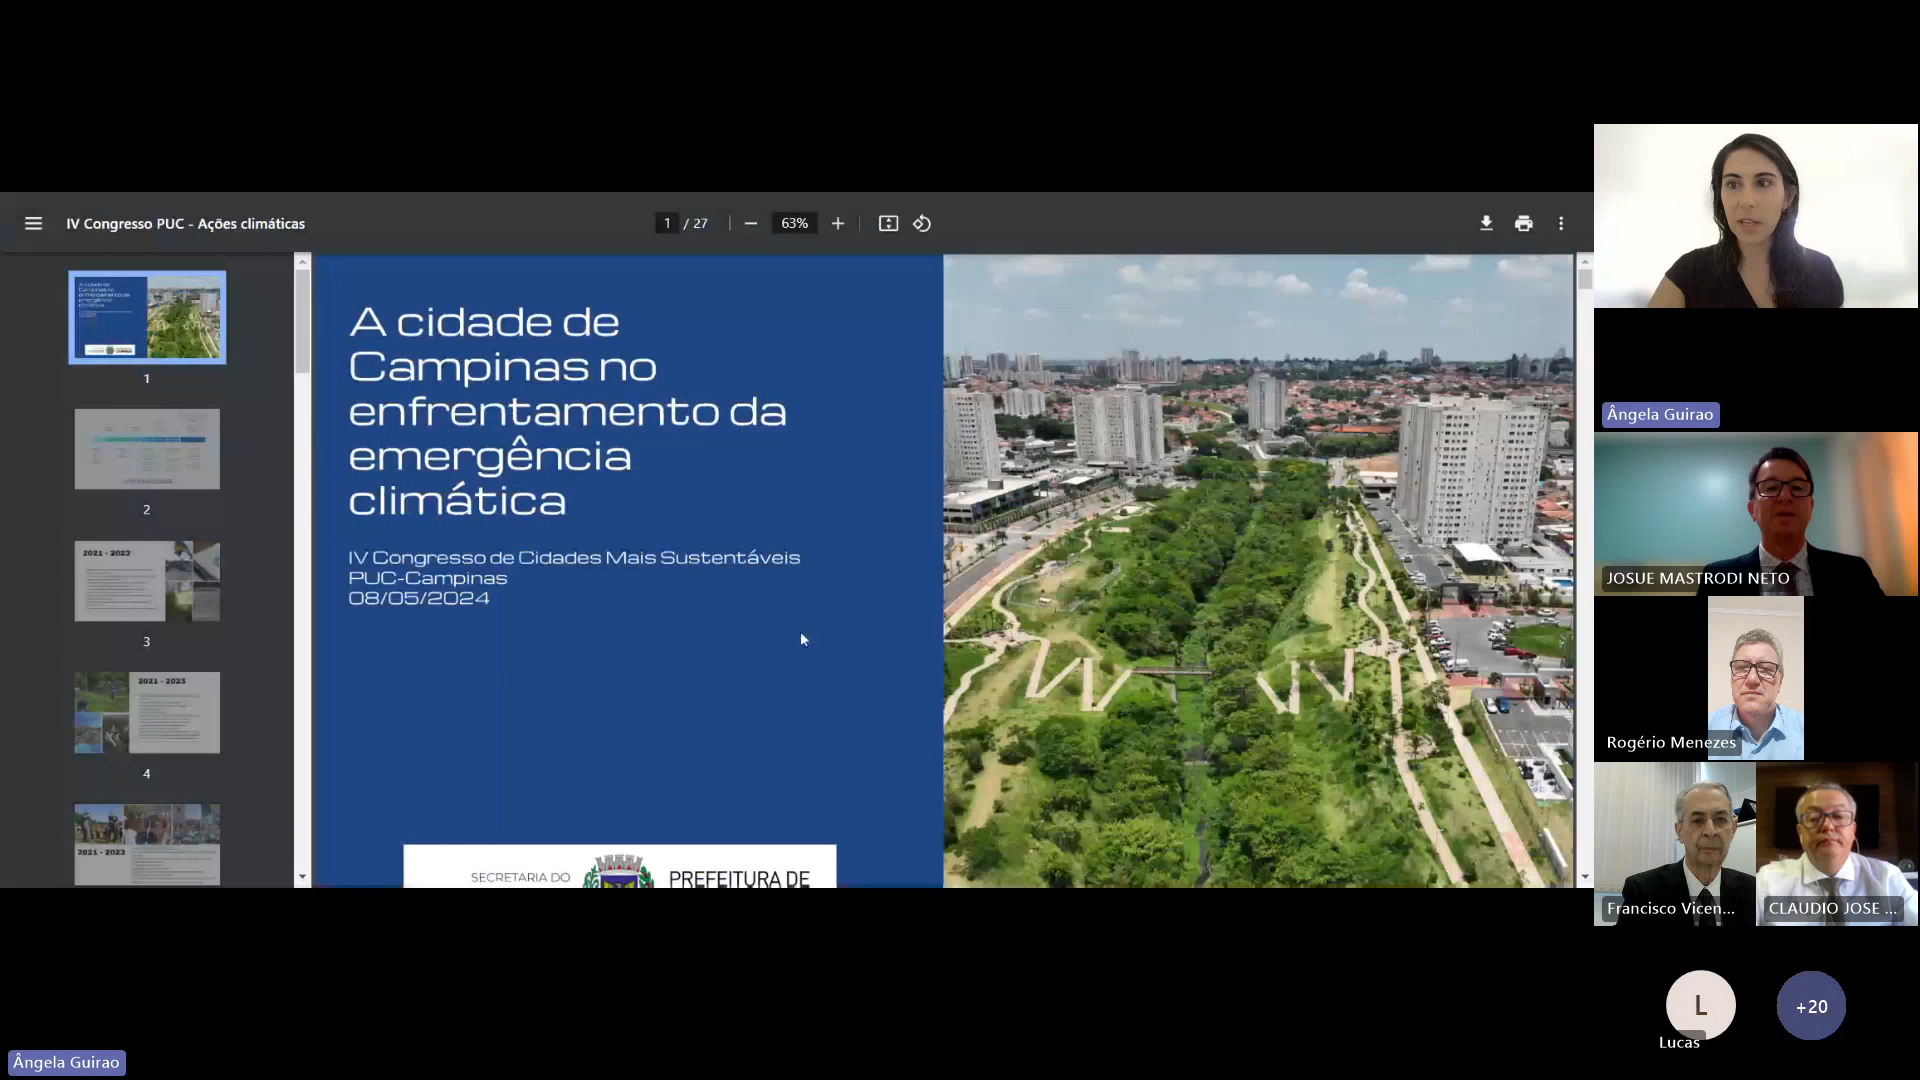 IV Congresso PUC - Ações climáticas
1 / 27
63%
1
2
2021 - 2023
3
2021 - 2023
4
2021 - 2023
A cidade de
Campinas no
enfrentamento da
emergência
climática
IV Congresso de Cidades Mais Sustentáveis
PUC-Campinas
08/05/2024
SECRETARIA DO
PREFEITURA DE
Ângela Guirao
JOSUE MASTRODI NETO
Rogério Menezes
Francisco Vicen...
CLAUDIO JOSE ...
L
Lucas
+20
Ângela Guirao